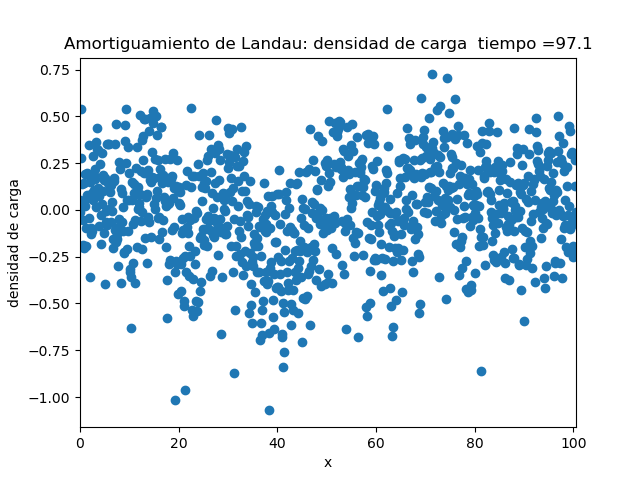 Amortiguamiento de Landau: densidad de carga  tiempo =97.1
densidad de carga
0.75
0.50
0.25
0.00
−0.25
−0.50
−0.75
−1.00
0 20 40 60 80 100
x